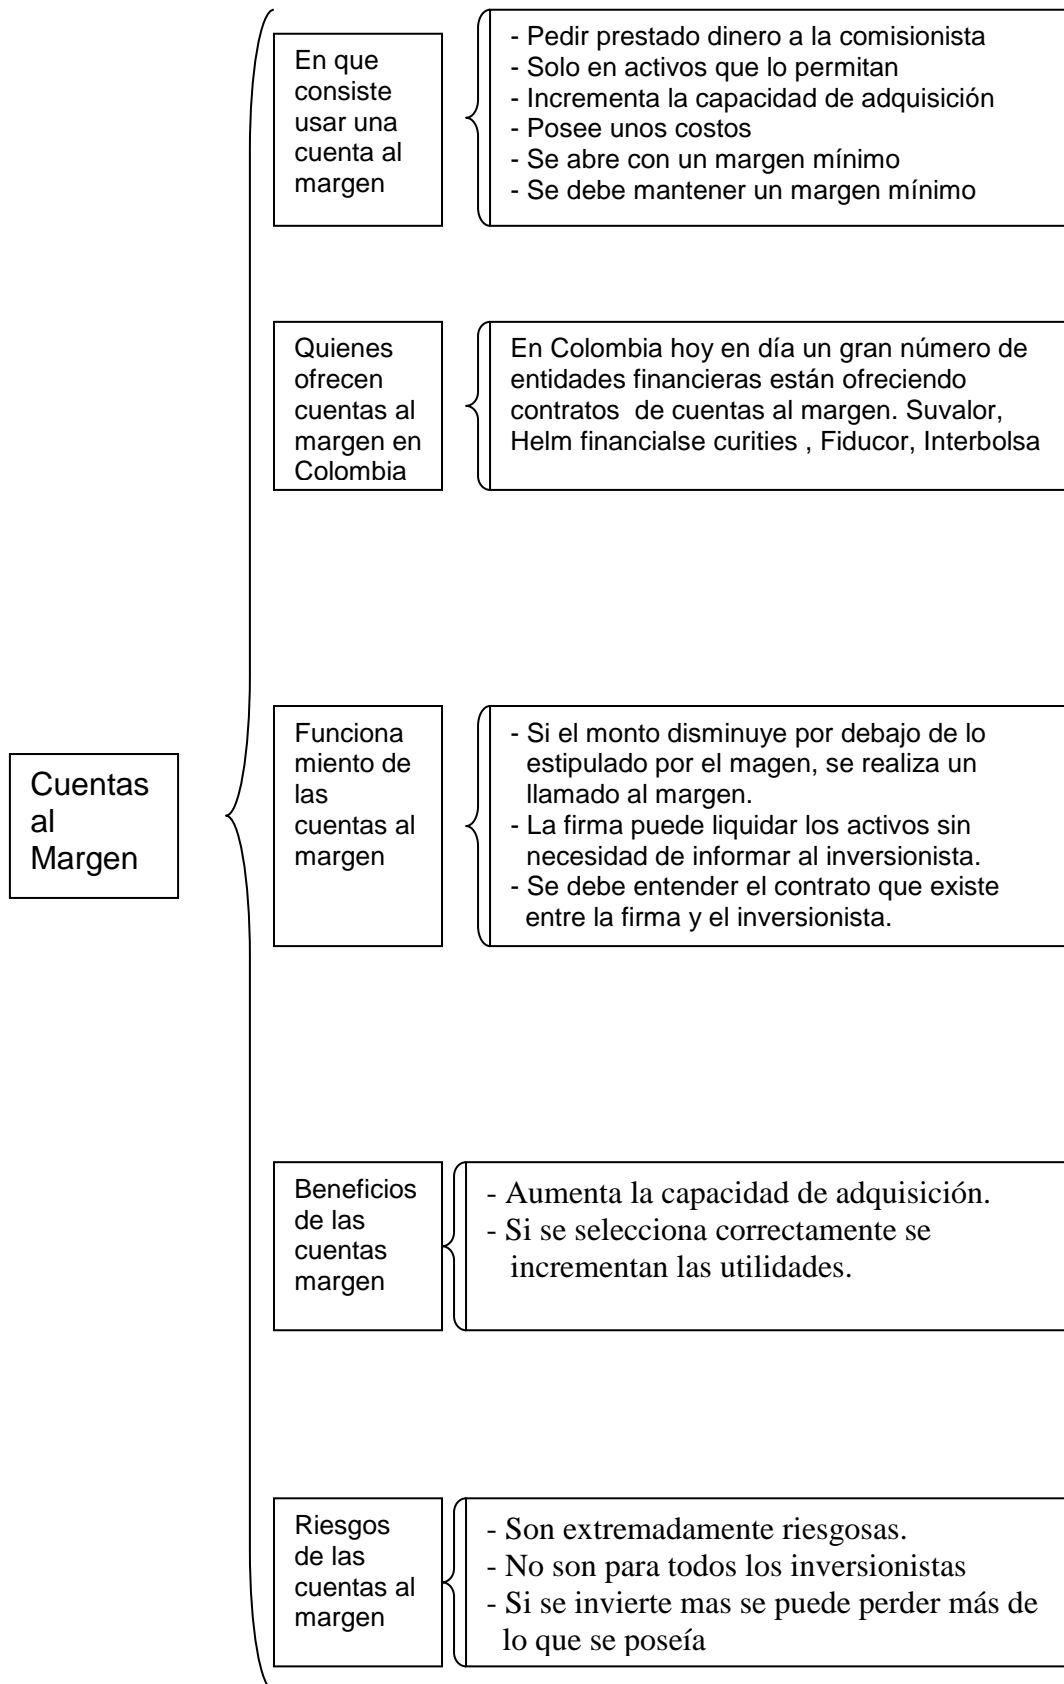 Cuentas
al
Margen
En que
consiste
usar una
cuenta al
margen
- Pedir prestado dinero a la comisionista
- Solo en activos que lo permitan
- Incrementa la capacidad de adquisición
- Posee unos costos
- Se abre con un margen mínimo
- Se debe mantener un margen mínimo
Quienes
ofrecen
cuentas al
margen en
Colombia
En Colombia hoy en día un gran número de
entidades financieras están ofreciendo
contratos de cuentas al margen. Suvalor,
Helm financialse curities , Fiducor, Interbolsa
Funciona
miento de
las
cuentas al
margen
- Si el monto disminuye por debajo de lo
estipulado por el magen, se realiza un
llamado al margen.
- La firma puede liquidar los activos sin
necesidad de informar al inversionista.
- Se debe entender el contrato que existe
entre la firma y el inversionista.
Beneficios
de las
cuentas
margen
- Aumenta la capacidad de adquisición.
- Si se selecciona correctamente se
incrementan las utilidades.
Riesgos
de las
cuentas al
margen
- Son extremadamente riesgosas.
- No son para todos los inversionistas
- Si se invierte mas se puede perder más de
lo que se poseía